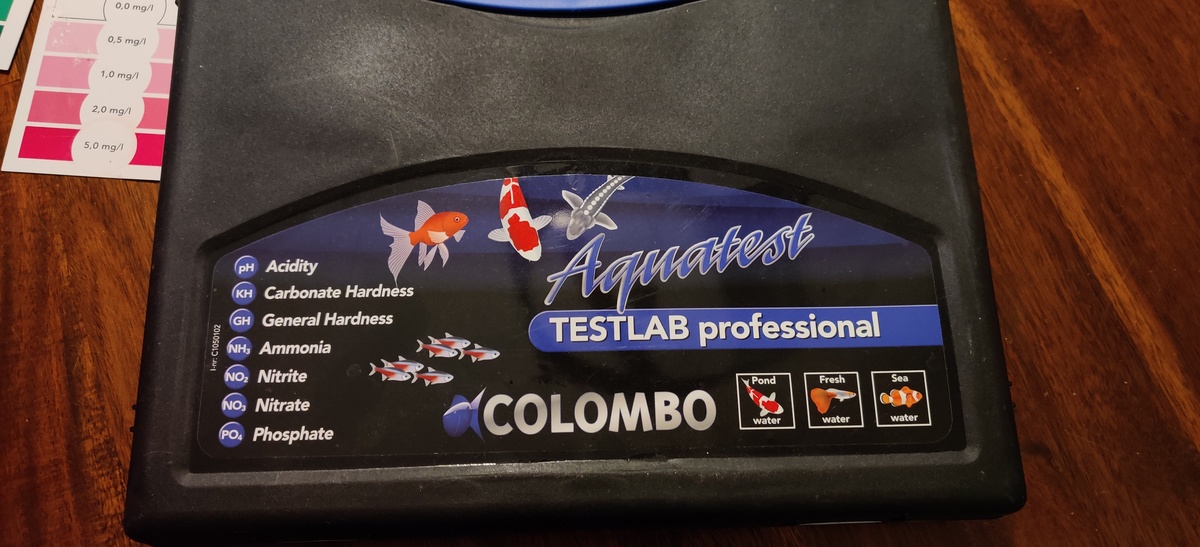 0,0 mg/l
0,5 mg/l
1,0 mg/l
2,0 mg/l
5,0 mg/l
pH Acidity
KH Carbonate Hardness
GH General Hardness
NH₃ Ammonia
NO₂ Nitrite
NO₃ Nitrate
PO₄ Phosphate
Aquatest
TESTLAB professional
COLOMBO
Pond
water
Fresh
water
Sea
water
I-nr: C1050102